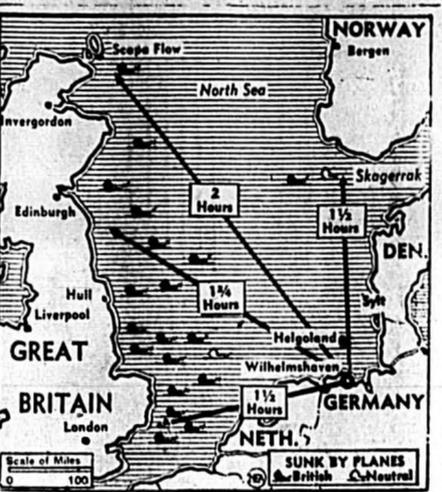 NORWAY
Scapa Flow
Bergen
North Sea
Invergordon
Skagerrak
2
Hours
Edinburgh
1½
Hours
DEN.
1¾
Hours
Hull
Sylt
Liverpool
Helgoland
GREAT
Wilhelmshaven
BRITAIN
1½
Hours
GERMANY
London
NETH.
Scale of Miles
0 100
SUNK BY PLANES
British Neutral